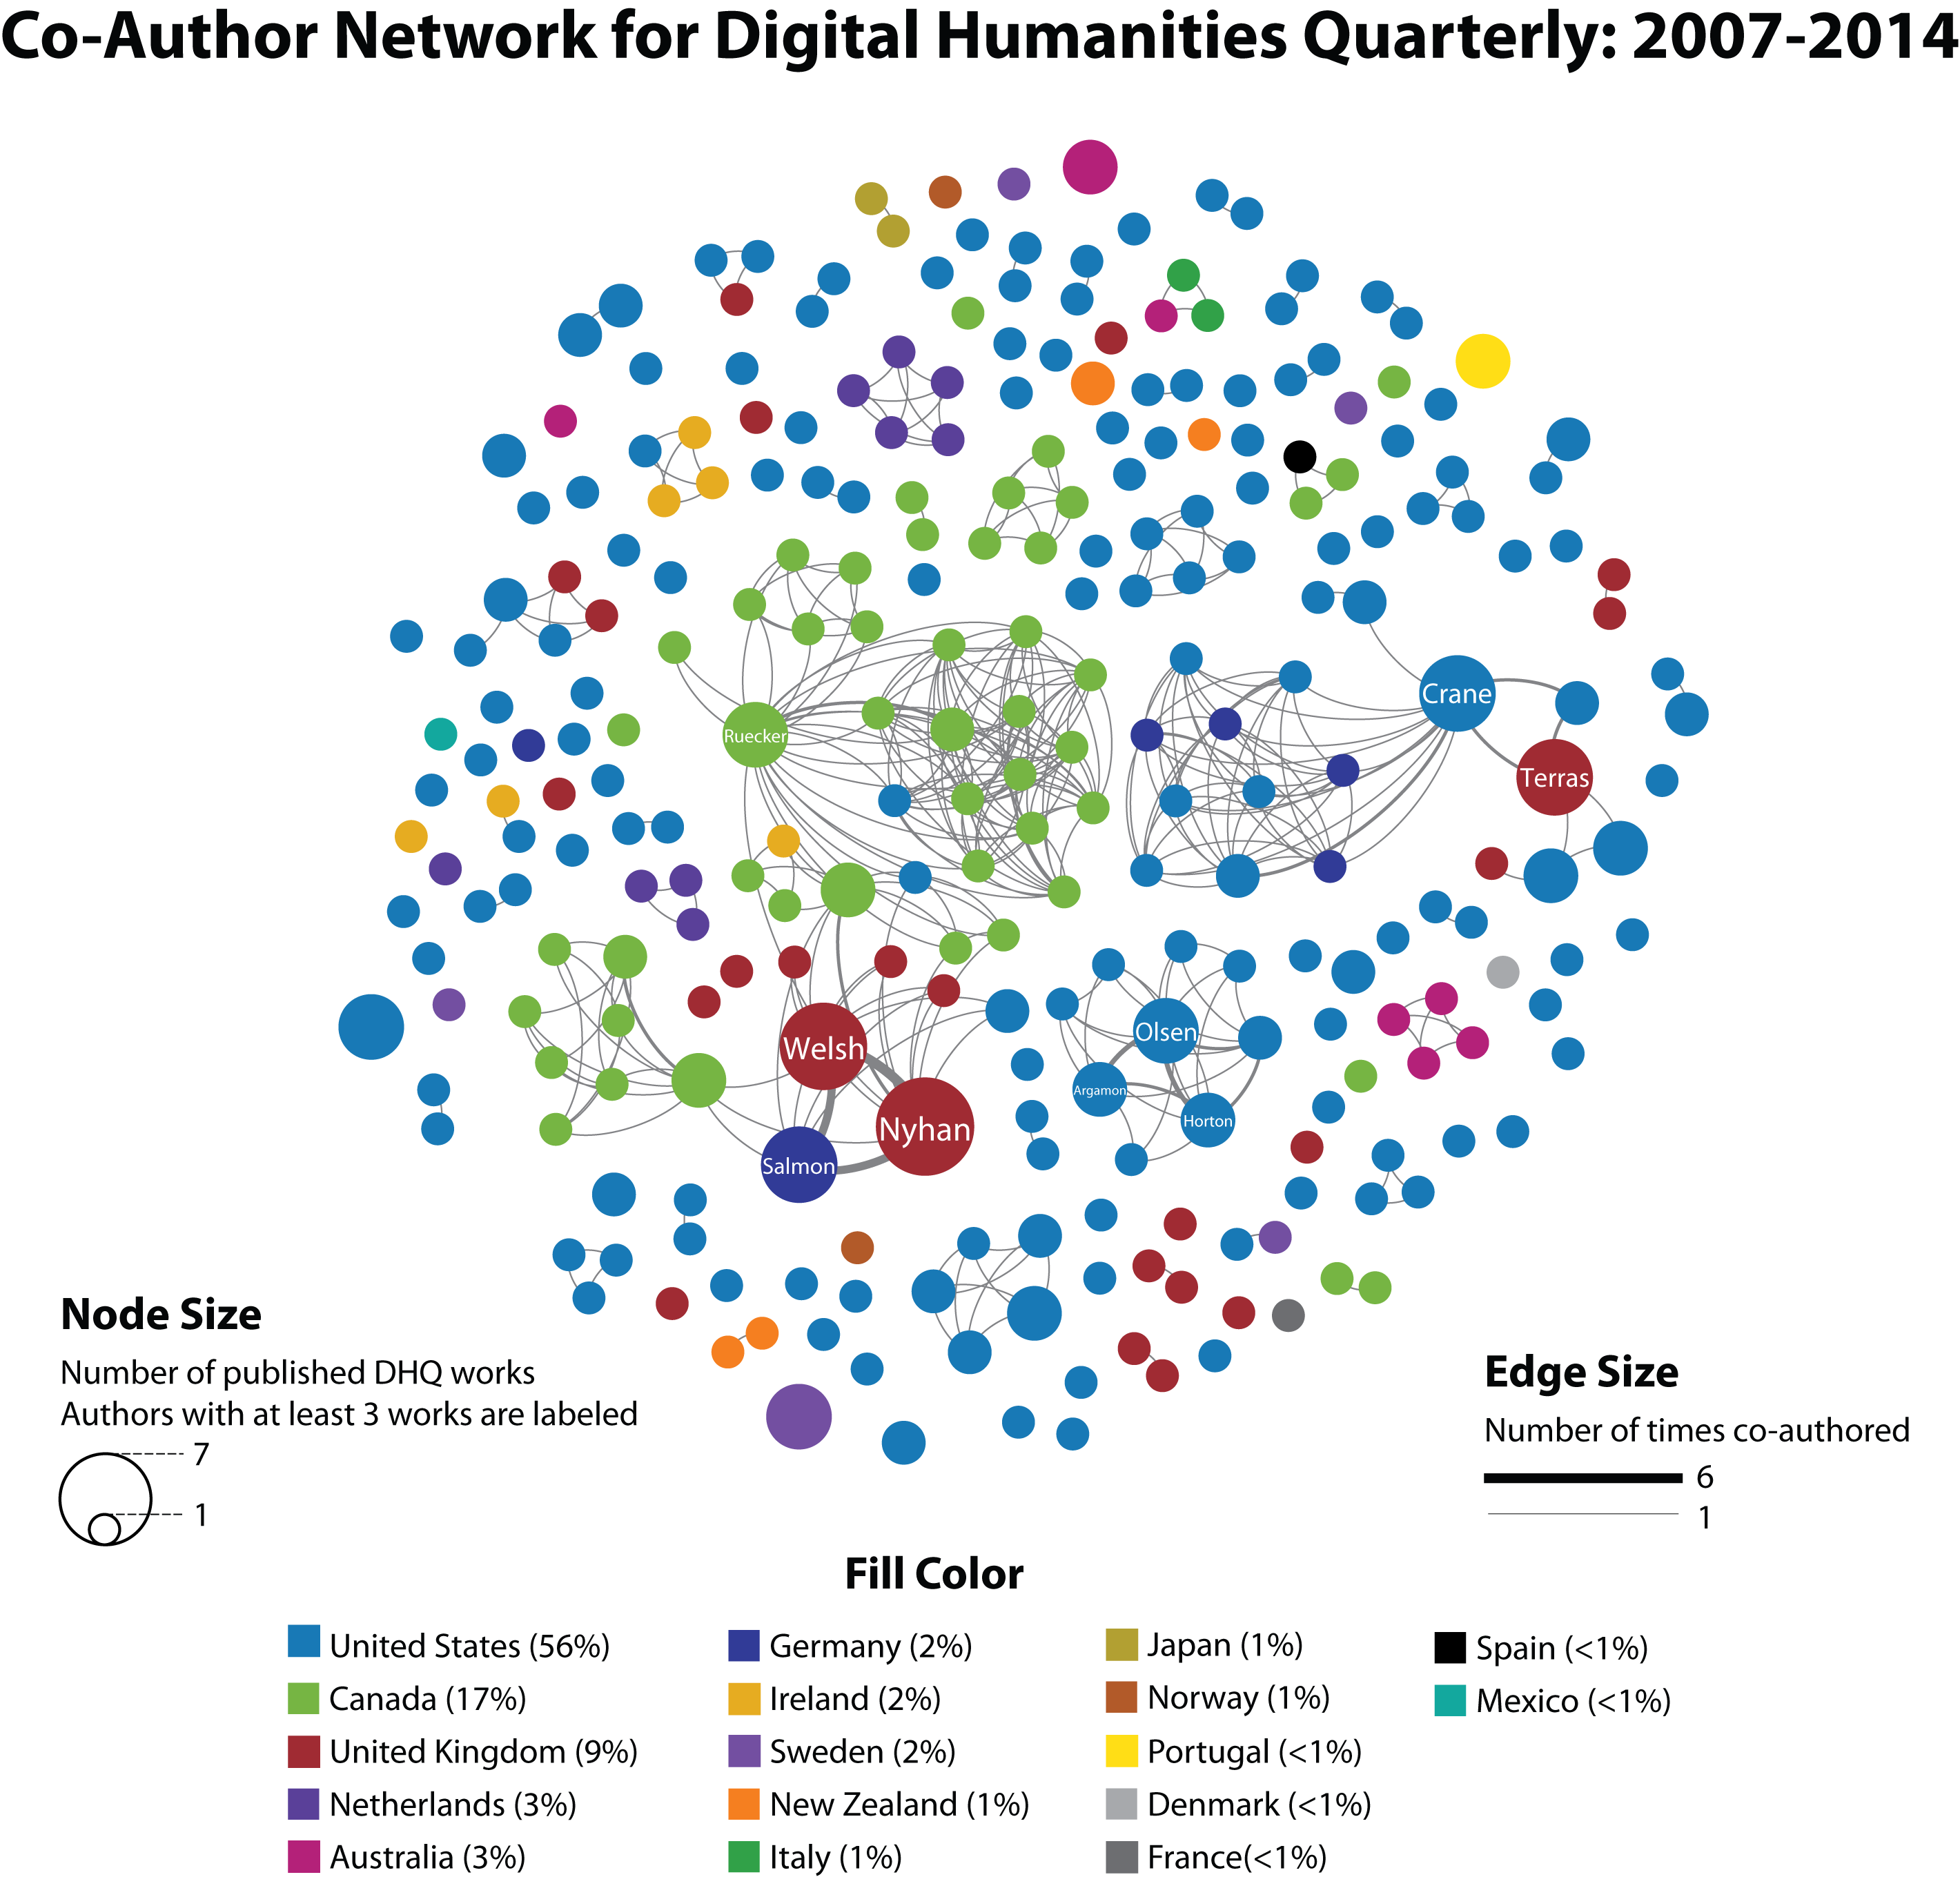 Co-Author Network for Digital Humanities Quarterly: 2007-2014
Crane
Ruecker
Terras
Olsen
Welsh
Argamon
Horton
Nyhan
Salmon
Node Size
Number of published DHQ works
Authors with at least 3 works are labeled
7
1
Edge Size
Number of times co-authored
6
1
Fill Color
United States (56%)
Canada (17%)
United Kingdom (9%)
Netherlands (3%)
Australia (3%)
Germany (2%)
Ireland (2%)
Sweden (2%)
New Zealand (1%)
Italy (1%)
Japan (1%)
Norway (1%)
Portugal (<1%)
Denmark (<1%)
France(<1%)
Spain (<1%)
Mexico (<1%)